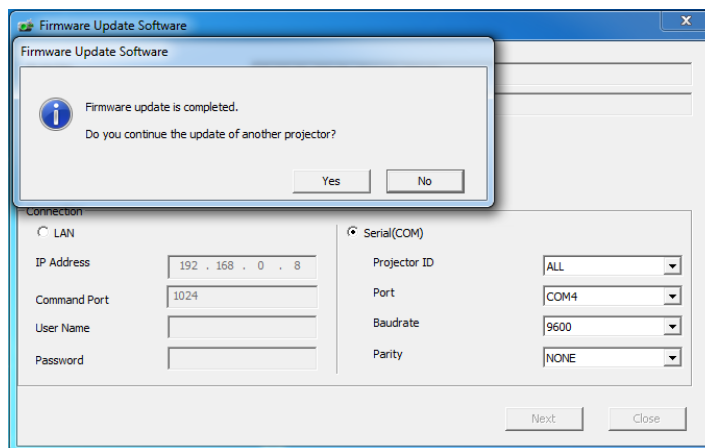 Firmware Update Software
X
Firmware Update Software
Firmware update is completed.
Do you continue the update of another projector?
Yes
No
Connection
LAN
IP Address
192 . 168 . 0 . 8
Command Port
1024
User Name
Password
Serial(COM)
Projector ID
ALL
Port
COM4
Baudrate
9600
Parity
NONE
Next
Close